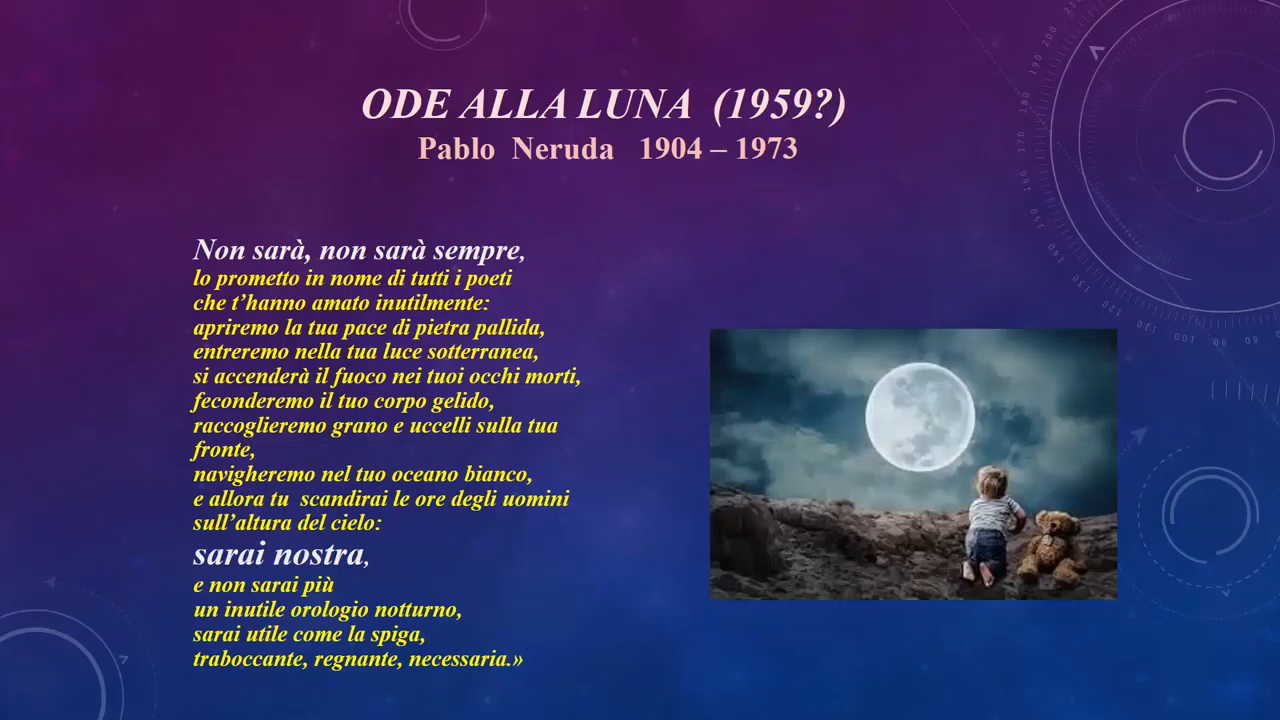 ODE ALLA LUNA (1959?)
Pablo Neruda 1904 – 1973
Non sarà, non sarà sempre,
lo prometto in nome di tutti i poeti
che t’hanno amato inutilmente:
apriremo la tua pace di pietra pallida,
entreremo nella tua luce sotterranea,
si accenderà il fuoco nei tuoi occhi morti,
feconderemo il tuo corpo gelido,
raccoglieremo grano e uccelli sulla tua
fronte,
navigheremo nel tuo oceano bianco,
e allora tu scandirai le ore degli uomini
sull’altura del cielo:
sarai nostra,
e non sarai più
un inutile orologio notturno,
sarai utile come la spiga,
traboccante, regnante, necessaria.»